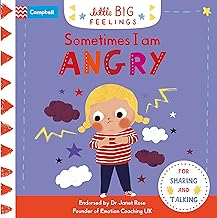 Campbell
little BIG
FEELINGS
Sometimes I am
ANGRY
FOR
SHARING
AND
TALKING
Endorsed by Dr Janet Rose
Founder of Emotion Coaching UK